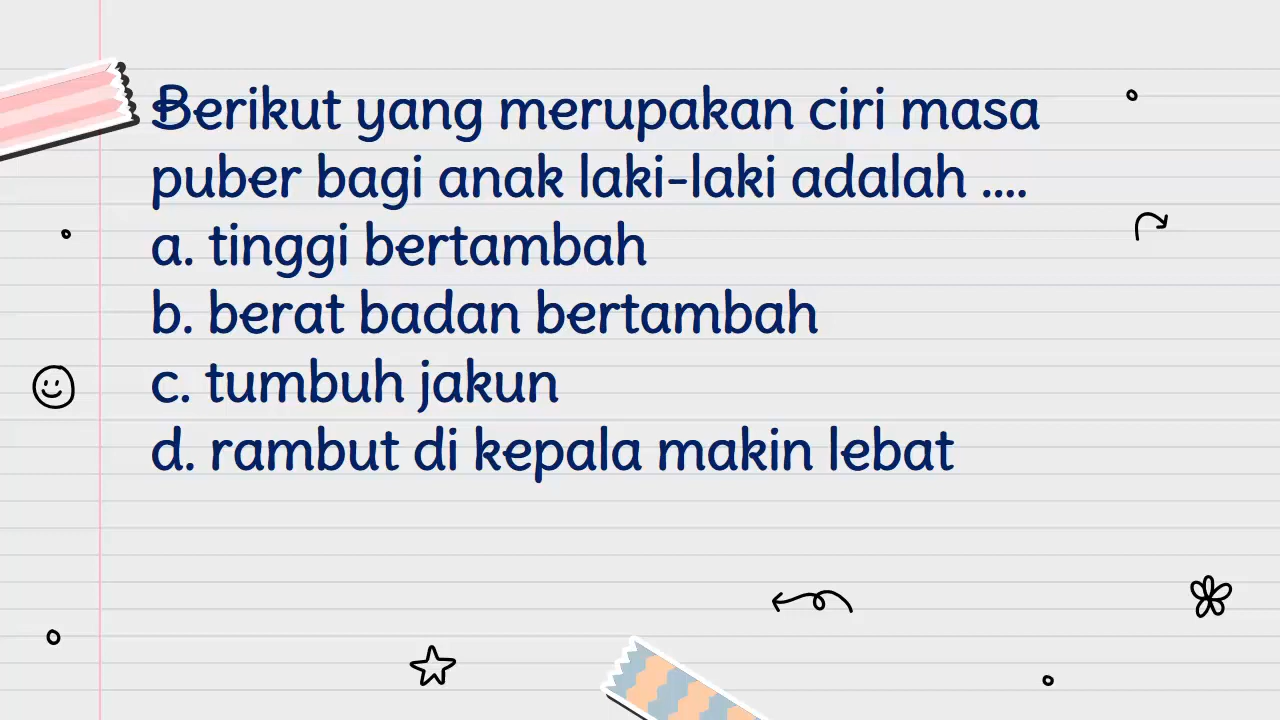 Berikut yang merupakan ciri masa
puber bagi anak laki-laki adalah ....
a. tinggi bertambah
b. berat badan bertambah
c. tumbuh jakun
d. rambut di kepala makin lebat